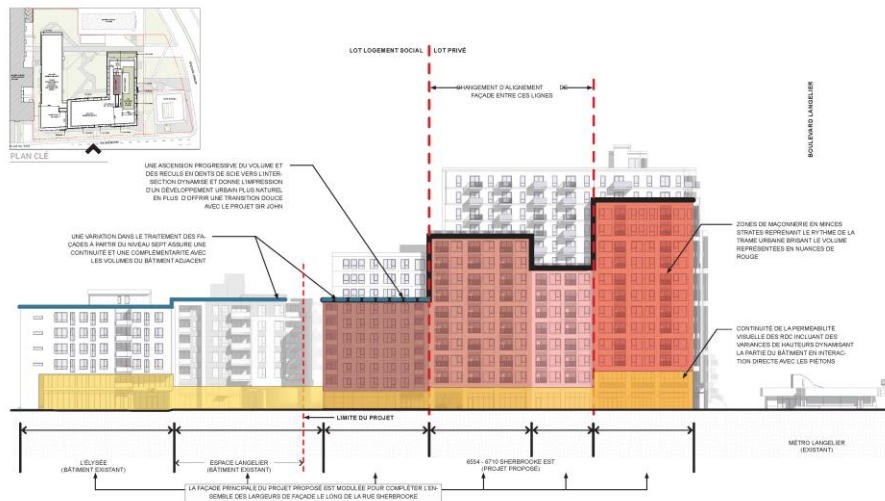 PLAN CLÉ
LOT LOGEMENT SOCIAL
LOT PRIVÉ
CHANGEMENT D'ALIGNEMENT DE
FAÇADE ENTRE CES LIGNES
BOULEVARD LANGELIER
UNE ASCENSION PROGRESSIVE DU VOLUME ET
DES RECULS EN DENTS DE SCIE VERS L'INTER-
SECTION DYNAMISE ET DONNE L'IMPRESSION
D'UN DÉVELOPPEMENT URBAIN PLUS NATUREL
EN PLUS D'OFFRIR UNE TRANSITION DOUCE
AVEC LE PROJET SIR JOHN
UNE VARIATION DANS LE TRAITEMENT DES FA-
ÇADES À PARTIR DU NIVEAU SEPT ASSURE UNE
CONTINUITÉ ET UNE COMPLÉMENTARITE AVEC
LES VOLUMES DU BÂTIMENT ADJACENT
ZONES DE MAÇONNERIE EN MINCES
STRATES REPRENANT LE RYTHME DE LA
TRAME URBAINE BRISANT LE VOLUME
REPRÉSENTÉES EN NUANCES DE
ROUGE
CONTINUITÉ DE LA PERMÉABILITÉ
VISUELLE DES RDC INCLUANT DES
VARIANCES DE HAUTEURS DYNAMISANT
LA PARTIE DU BÂTIMENT EN INTERAC-
TION DIRECTE AVEC LES PIÉTONS
LIMITE DU PROJET
L'ÉLYSÉE
(BÂTIMENT EXISTANT)
ESPACE LANGELIER
(BÂTIMENT EXISTANT)
6554 - 6710 SHERBROOKE EST
(PROJET PROPOSÉ)
MÉTRO LANGELIER
(EXISTANT)
LA FAÇADE PRINCIPALE DU PROJET PROPOSÉ EST MODULÉE POUR COMPLÉTER L'EN-
SEMBLE DES LARGEURS DE FAÇADE LE LONG DE LA RUE SHERBROOKE